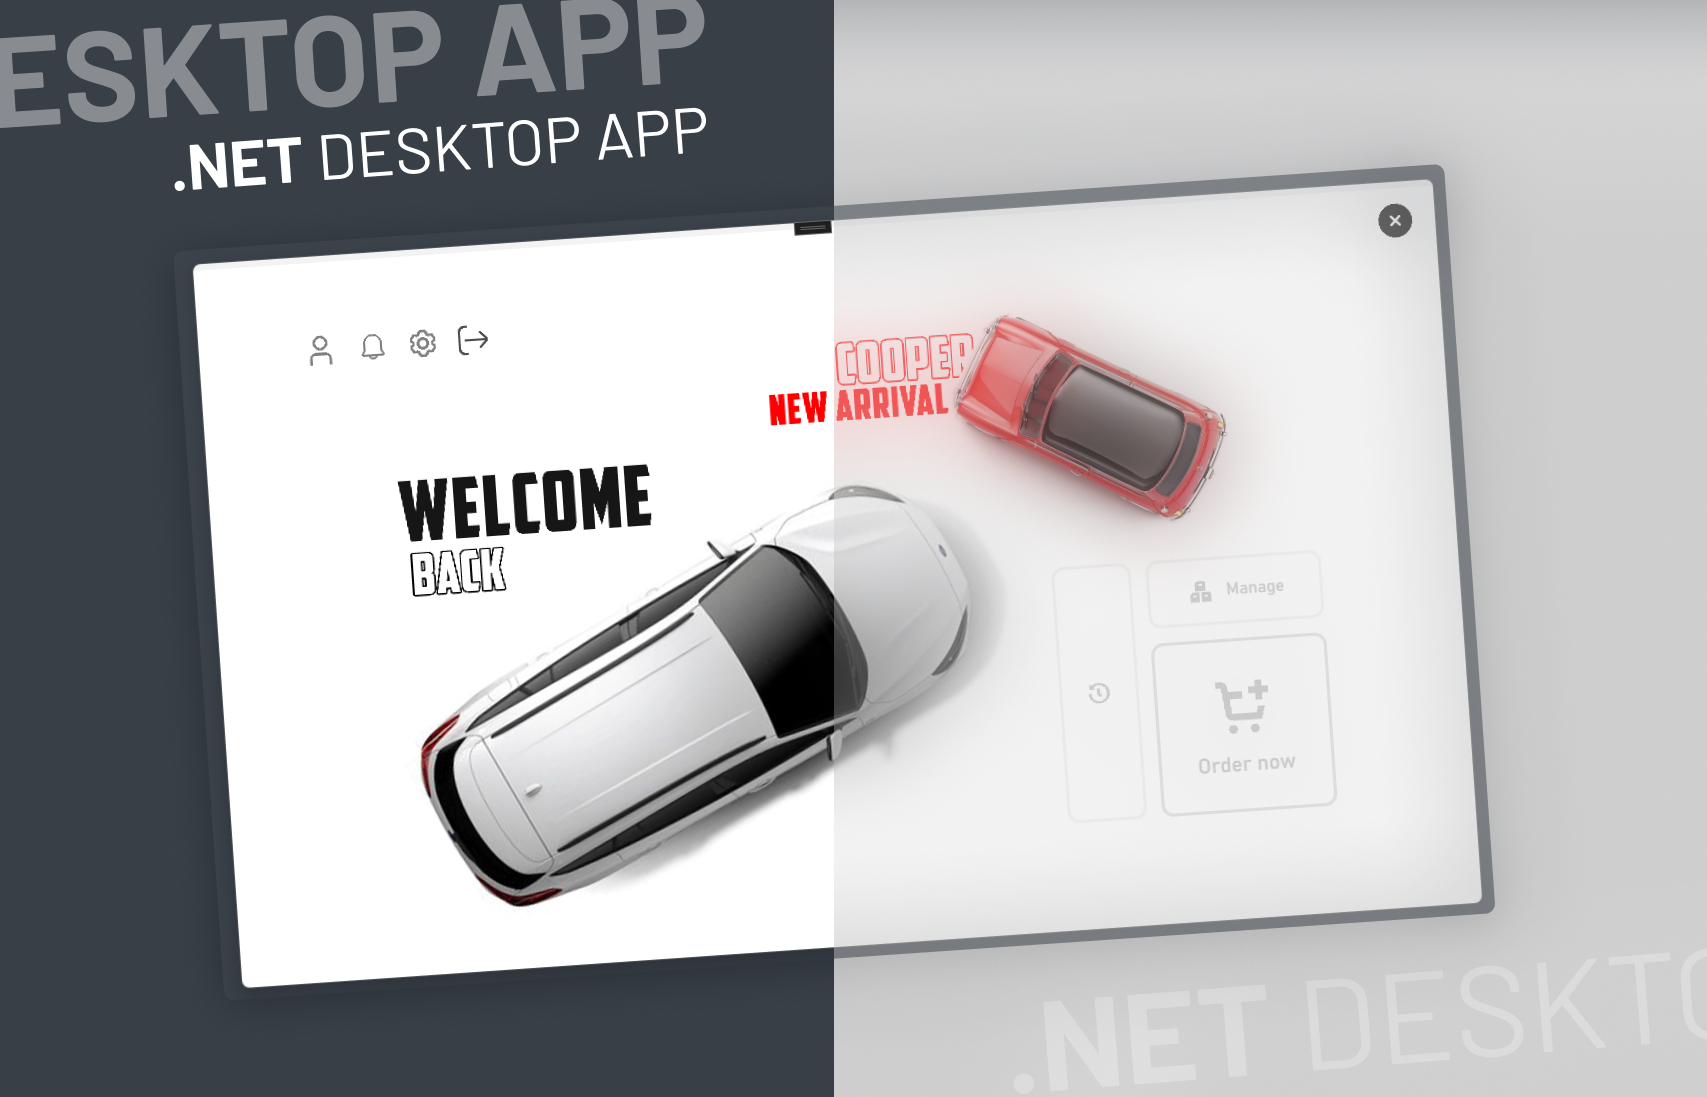 ESKTOP APP
.NET DESKTOP APP
COOPER
NEW ARRIVAL
WELCOME
BACK
Manage
Order now
.NET DESKTO